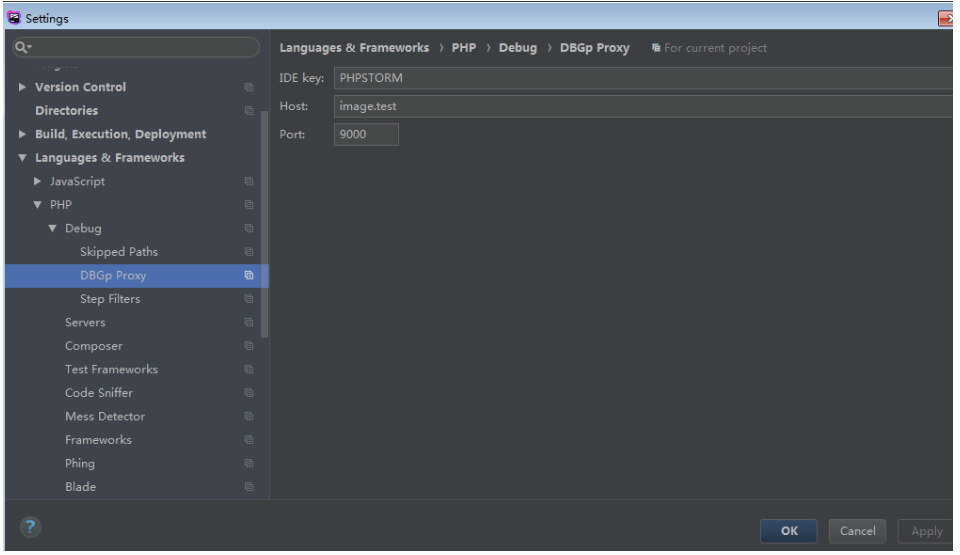 Settings
Languages & Frameworks › PHP › Debug › DBGp Proxy For current project
IDE key: PHPSTORM
Host: image.test
Port: 9000
Version Control
Directories
Build, Execution, Deployment
Languages & Frameworks
JavaScript
PHP
Debug
Skipped Paths
DBGp Proxy
Step Filters
Servers
Composer
Test Frameworks
Code Sniffer
Mess Detector
Frameworks
Phing
Blade
?
OK Cancel Apply